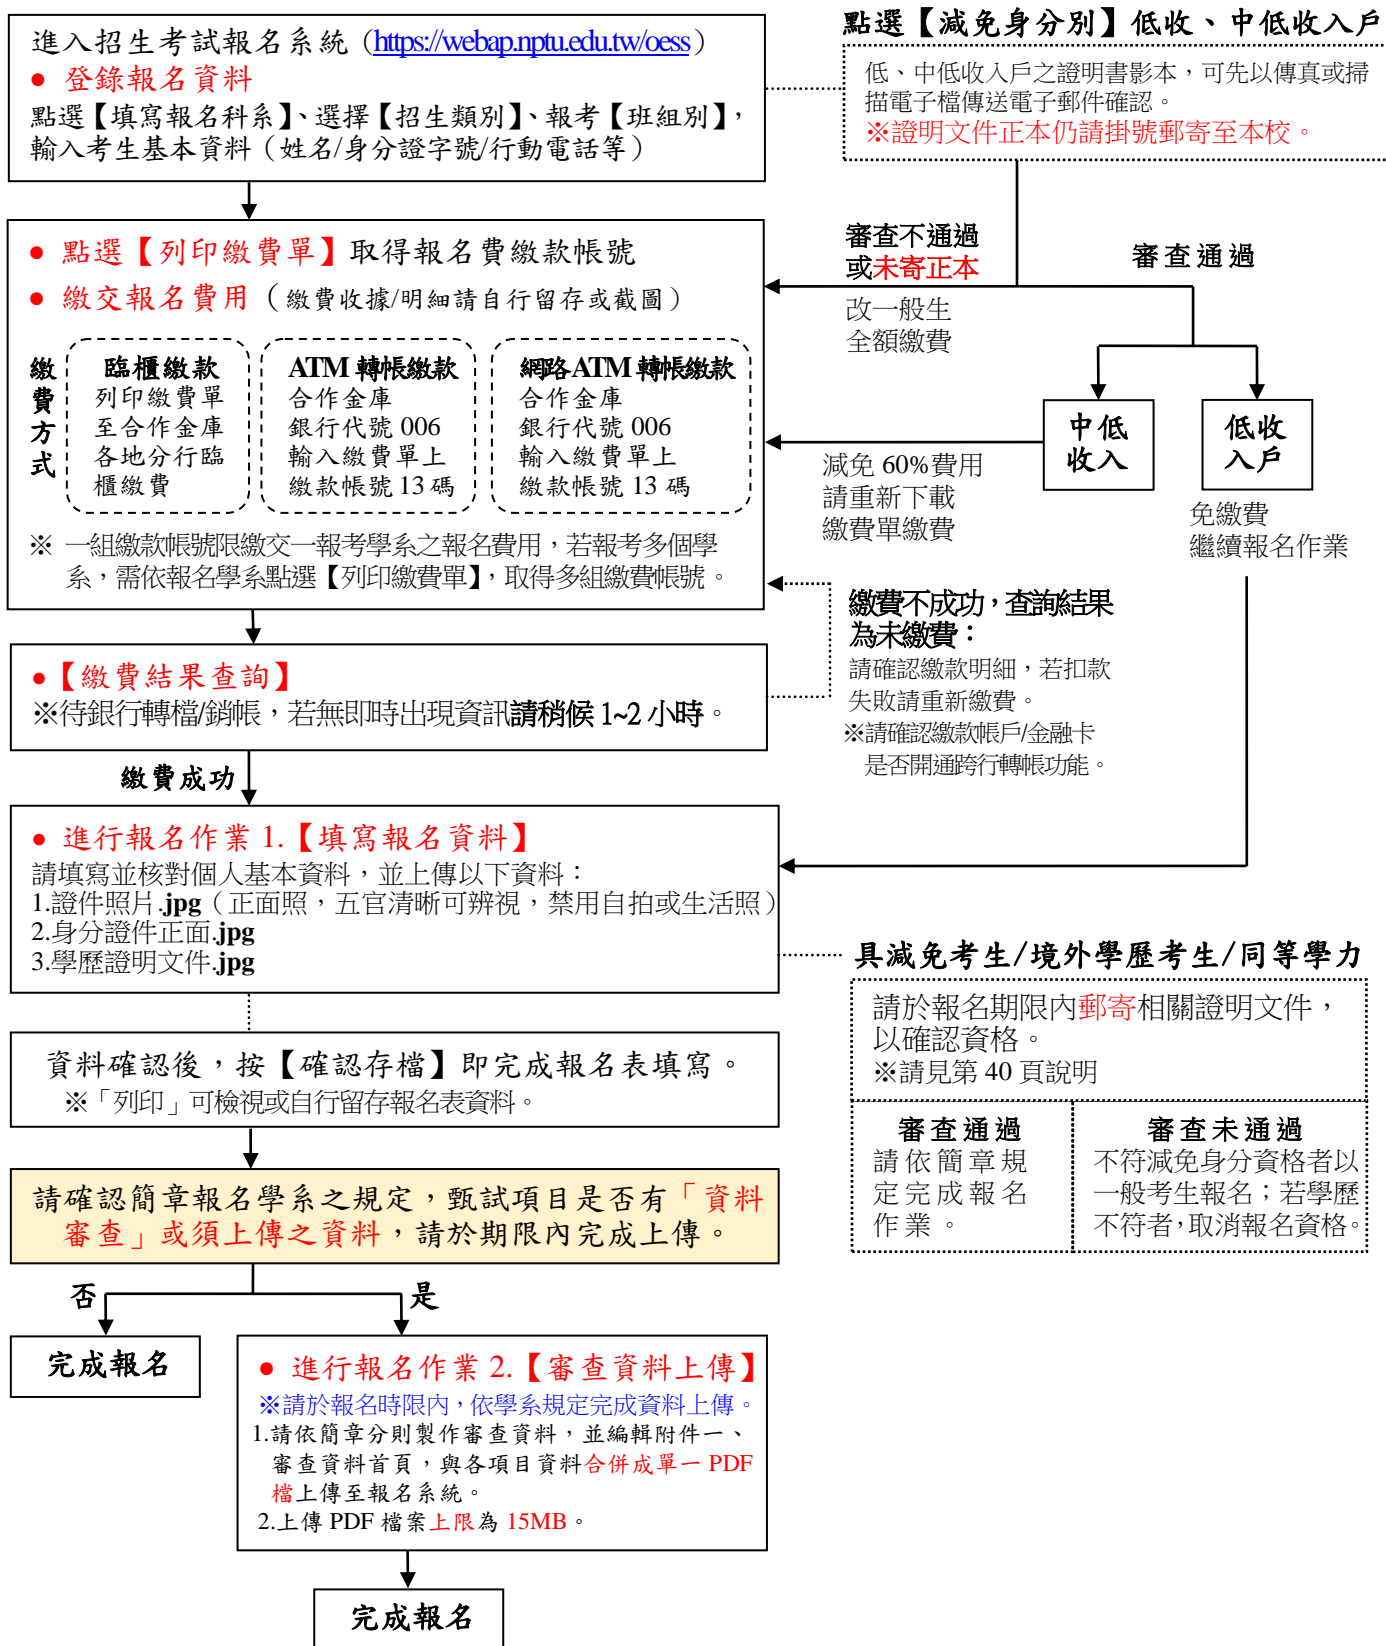 進入招生考試報名系統（https://webap.nptu.edu.tw/oess）
● 登錄報名資料
點選【填寫報名科系】、選擇【招生類別】、報考【班組別】，
輸入考生基本資料（姓名/身分證字號/行動電話等）
點選【減免身分別】低收、中低收入戶
低、中低收入戶之證明書影本，可先以傳真或掃
描電子檔傳送電子郵件確認。
※證明文件正本仍請掛號郵寄至本校。
● 點選【列印繳費單】取得報名費繳款帳號
● 繳交報名費用（繳費收據/明細請自行留存或截圖）
繳費方式
臨櫃繳款
列印繳費單
至合作金庫
各地分行臨
櫃繳費
ATM 轉帳繳款
合作金庫
銀行代號 006
輸入繳費單上
繳款帳號 13 碼
網路 ATM 轉帳繳款
合作金庫
銀行代號 006
輸入繳費單上
繳款帳號 13 碼
※ 一組繳款帳號限繳交一報考學系之報名費用，若報考多個學
系，需依報名學系點選【列印繳費單】，取得多組繳費帳號。
審查不通過
或未寄正本
改一般生
全額繳費
審查通過
中低
收入
低收
入戶
減免 60%費用
請重新下載
繳費單繳費
免繳費
繼續報名作業
●【繳費結果查詢】
※待銀行轉檔/銷帳，若無即時出現資訊請稍候 1~2 小時。
繳費不成功，查詢結果
為未繳費：
請確認繳款明細，若扣款
失敗請重新繳費。
※請確認繳款帳戶/金融卡
是否開通跨行轉帳功能。
繳費成功
● 進行報名作業 1.【填寫報名資料】
請填寫並核對個人基本資料，並上傳以下資料：
1.證件照片.jpg（正面照，五官清晰可辨視，禁用自拍或生活照）
2.身分證件正面.jpg
3.學歷證明文件.jpg
具減免考生/境外學歷考生/同等學力
請於報名期限內郵寄相關證明文件，
以確認資格。
※請見第 40 頁說明
審查通過
請依簡章規
定完成報名
作業。
審查未通過
不符減免身分資格者以
一般考生報名；若學歷
不符者，取消報名資格。
資料確認後，按【確認存檔】即完成報名表填寫。
※「列印」可檢視或自行留存報名表資料。
請確認簡章報名學系之規定，甄試項目是否有「資料
審查」或須上傳之資料，請於期限內完成上傳。
否
是
完成報名
● 進行報名作業 2.【審查資料上傳】
※請於報名時限內，依學系規定完成資料上傳。
1.請依簡章分則製作審查資料，並編輯附件一、
審查資料首頁，與各項目資料合併成單一 PDF
檔上傳至報名系統。
2.上傳 PDF 檔案上限為 15MB。
完成報名